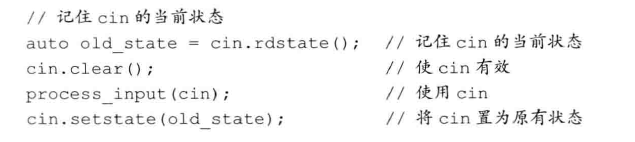 // 记住 cin 的当前状态
auto old_state = cin.rdstate(); // 记住 cin 的当前状态
cin.clear(); // 使 cin 有效
process_input(cin); // 使用 cin
cin.setstate(old_state); // 将 cin 置为原有状态